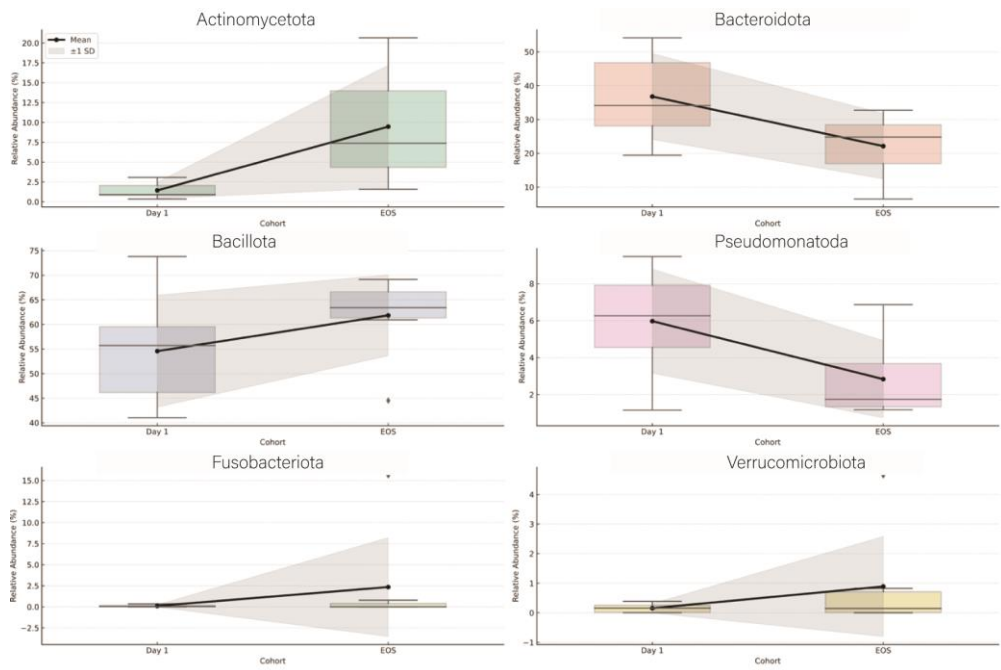 Actinomycetota
20.0
17.5
15.0
12.5
10.0
7.5
5.0
2.5
0.0
Relative Abundance (%)
Mean
±1 SD
Day 1
EOS
Cohort
Bacteroidota
50
40
30
20
10
Relative Abundance (%)
Day 1
EOS
Cohort
Bacillota
75
70
65
60
55
50
45
40
Relative Abundance (%)
Day 1
EOS
Cohort
Pseudomonatoda
8
6
4
2
Relative Abundance (%)
Day 1
EOS
Cohort
Fusobacteriota
15.0
12.5
10.0
7.5
5.0
2.5
0.0
−2.5
Relative Abundance (%)
Day 1
EOS
Cohort
Verrucomicrobiota
4
3
2
1
0
−1
Relative Abundance (%)
Day 1
EOS
Cohort